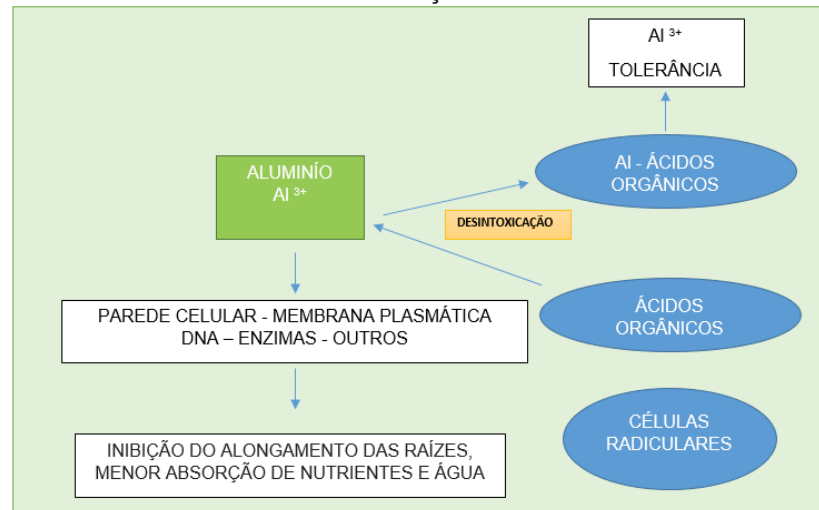 Al ³⁺
TOLERÂNCIA
ALUMINÍO
Al ³⁺
Al - ÁCIDOS
ORGÂNICOS
DESINTOXICAÇÃO
PAREDE CELULAR - MEMBRANA PLASMÁTICA
DNA – ENZIMAS - OUTROS
ÁCIDOS
ORGÂNICOS
CÉLULAS
RADICULARES
INIBIÇÃO DO ALONGAMENTO DAS RAÍZES,
MENOR ABSORÇÃO DE NUTRIENTES E ÁGUA